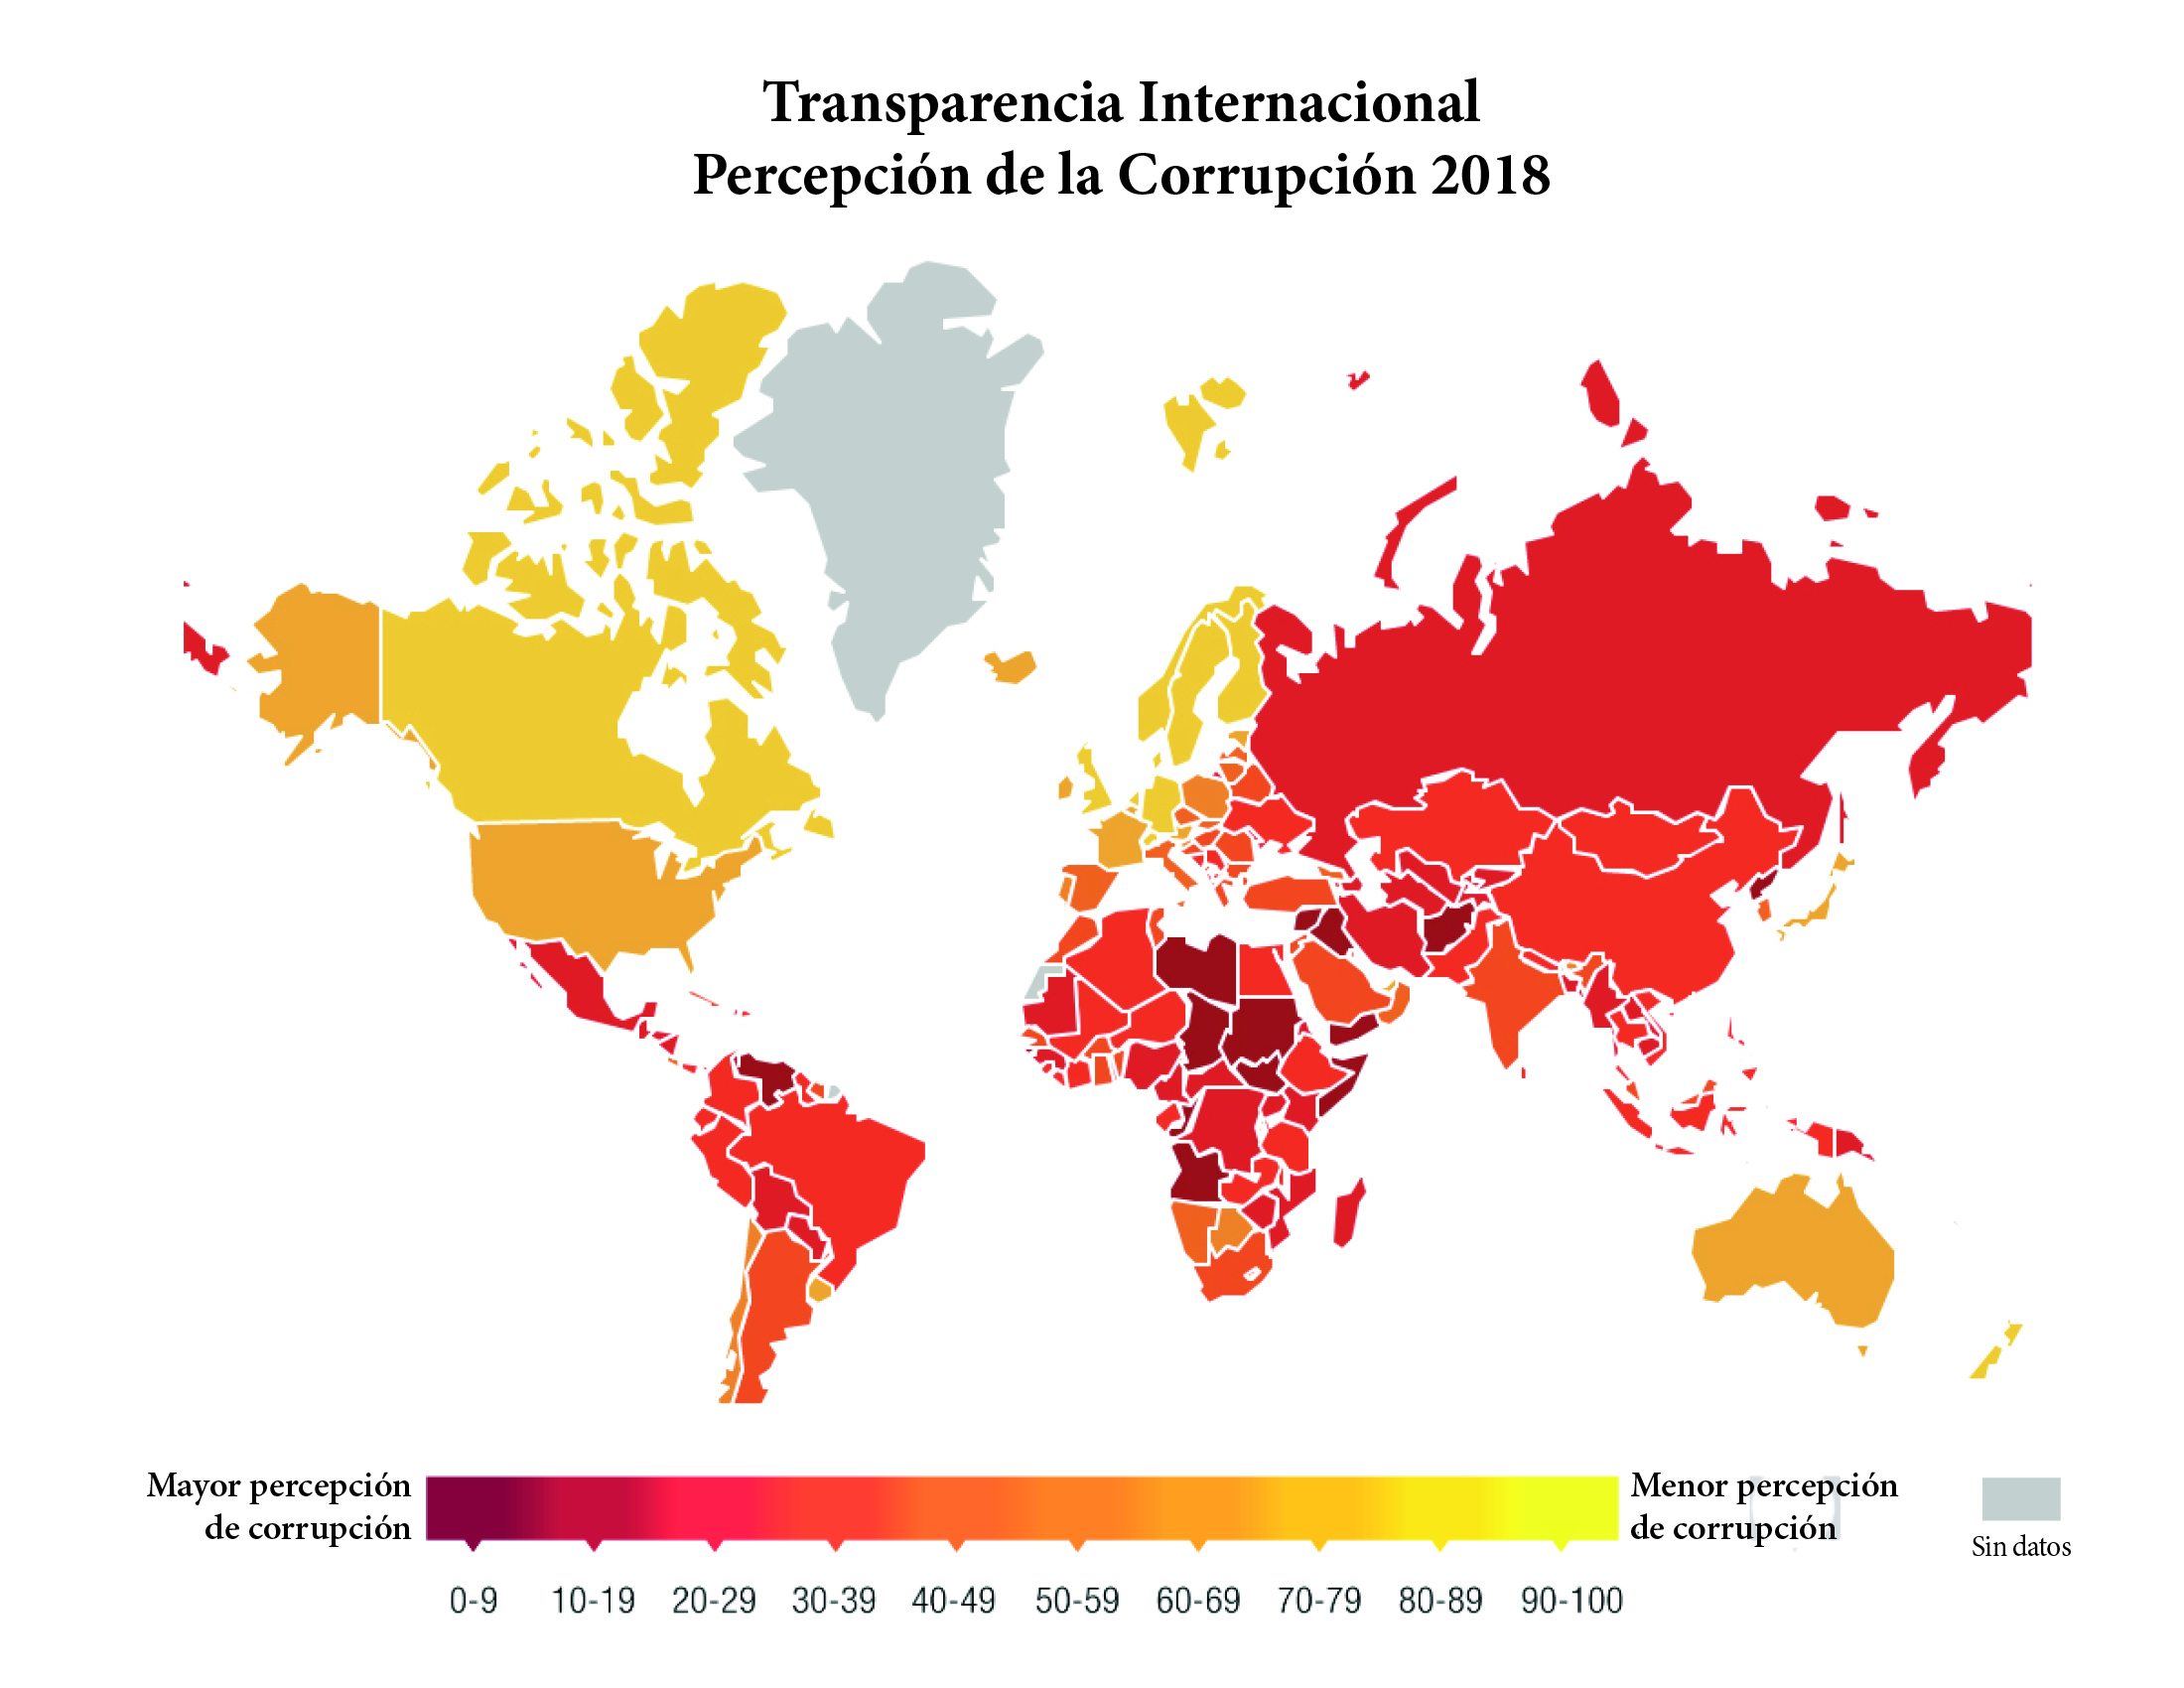 Transparencia Internacional
Percepción de la Corrupción 2018
Mayor percepción
de corrupción
Menor percepción
de corrupción
Sin datos
0-9 10-19 20-29 30-39 40-49 50-59 60-69 70-79 80-89 90-100